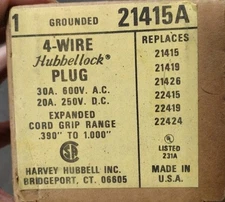 1 GROUNDED 21415A
4-WIRE
Hubbellock®
PLUG
30A. 600V. A.C.
20A. 250V. D.C.
EXPANDED
CORD GRIP RANGE
.390" TO 1.000"
REPLACES
21415
21419
21426
22415
22419
22424
LISTED
231A
HARVEY HUBBELL INC.
BRIDGEPORT, CT. 06605
MADE IN
U.S.A.